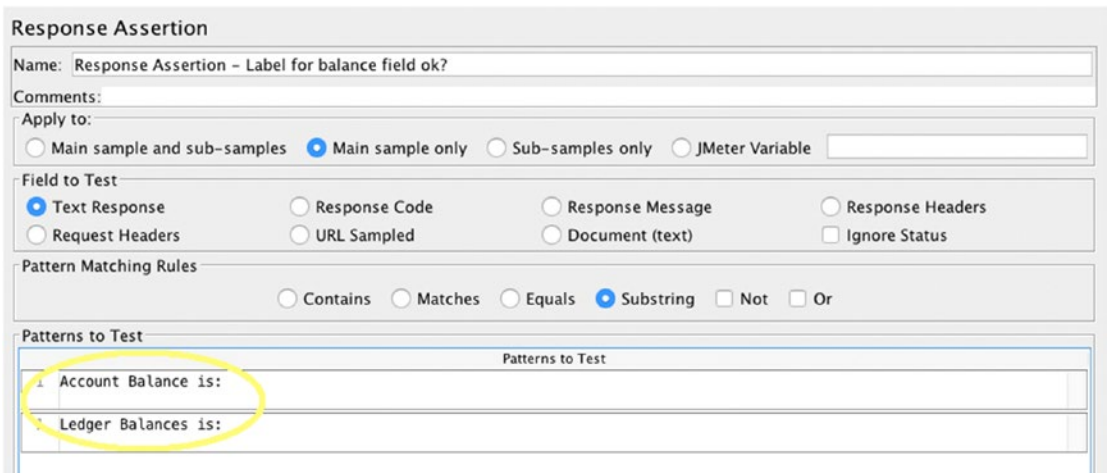 Response Assertion
Name: Response Assertion – Label for balance field ok?
Comments:
Apply to:
Main sample and sub-samples Main sample only Sub-samples only JMeter Variable
Field to Test
Text Response Response Code Response Message Response Headers
Request Headers URL Sampled Document (text) Ignore Status
Pattern Matching Rules
Contains Matches Equals Substring Not Or
Patterns to Test
Patterns to Test
1 Account Balance is:
Ledger Balances is: